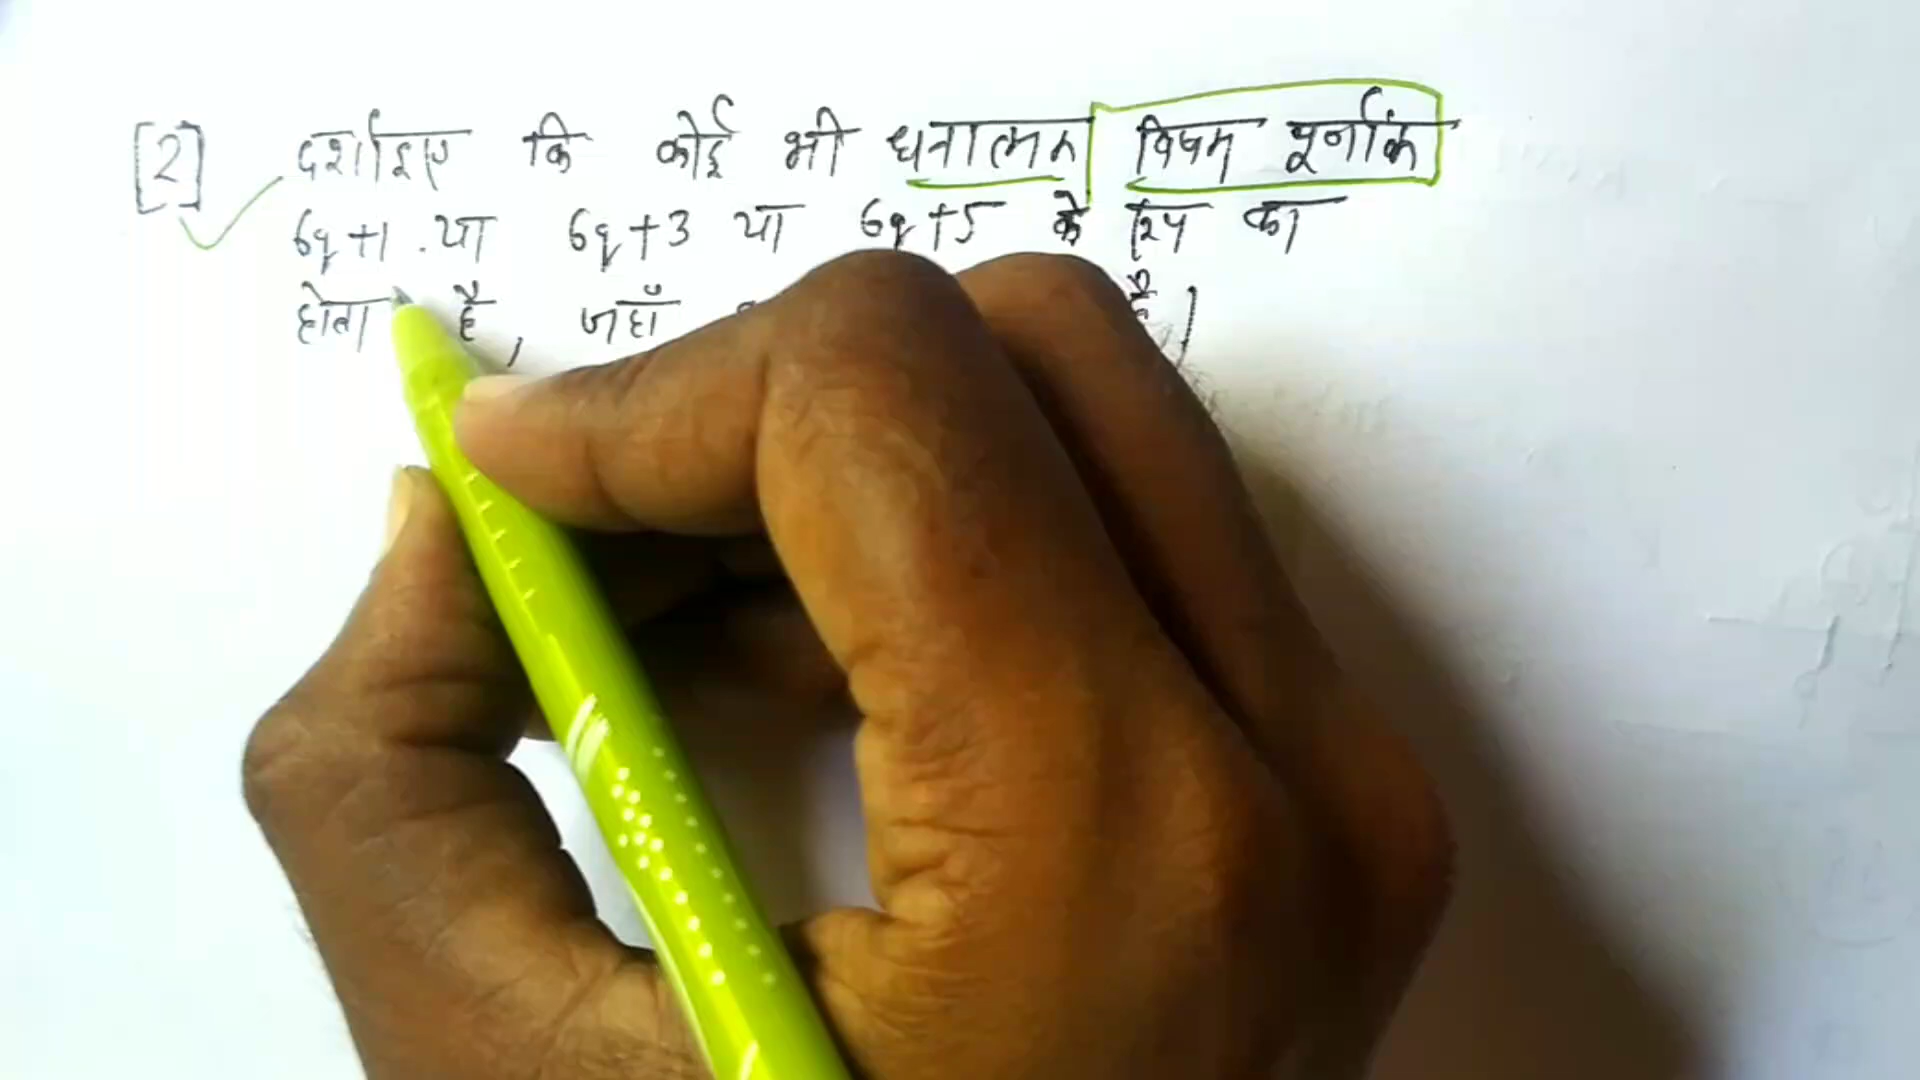 [2] दर्शाइए कि कोई भी धनात्मक विषम पूर्नांक
6q+1 . या 6q+3 या 6q+5 के रूप का
होता है, जहाँ है।